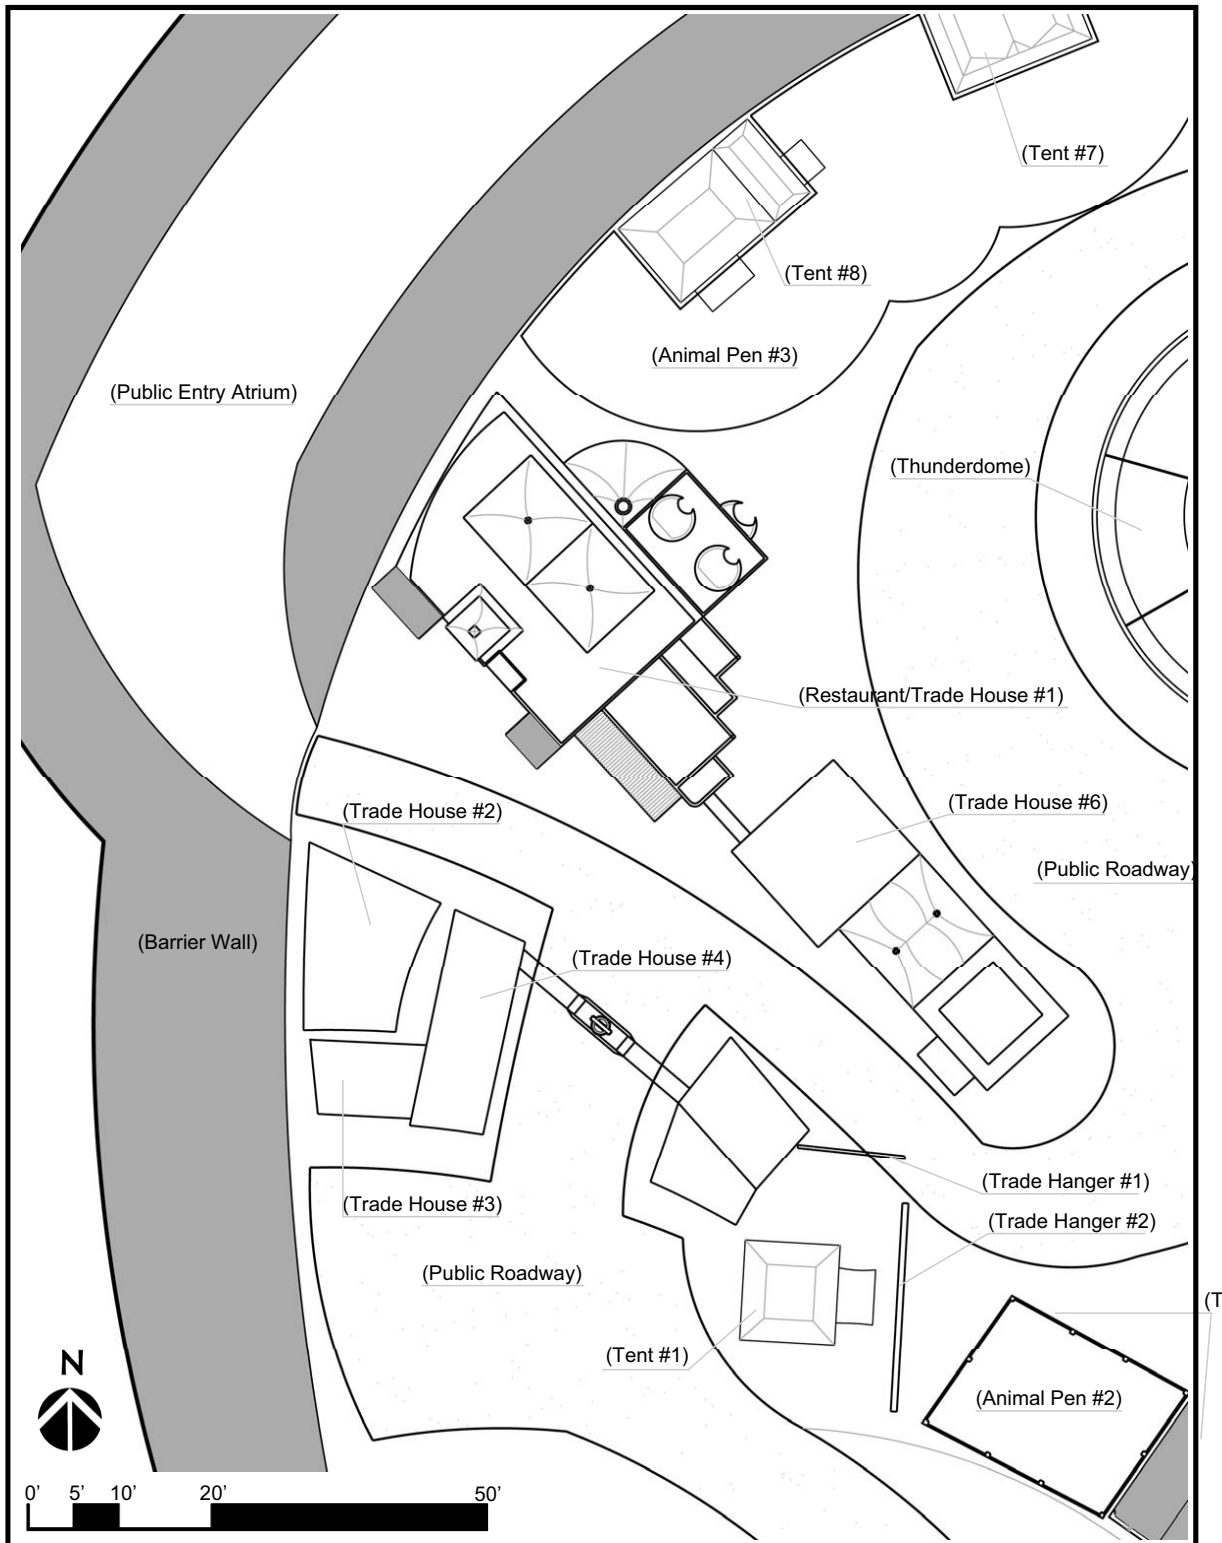 (Tent #7)
(Tent #8)
(Animal Pen #3)
(Public Entry Atrium)
(Thunderdome)
(Restaurant/Trade House #1)
(Trade House #2)
(Trade House #6)
(Public Roadway)
(Barrier Wall)
(Trade House #4)
(Trade Hanger #1)
(Trade House #3)
(Trade Hanger #2)
(Public Roadway)
(T
(Tent #1)
N
(Animal Pen #2)
0' 5' 10' 20' 50'